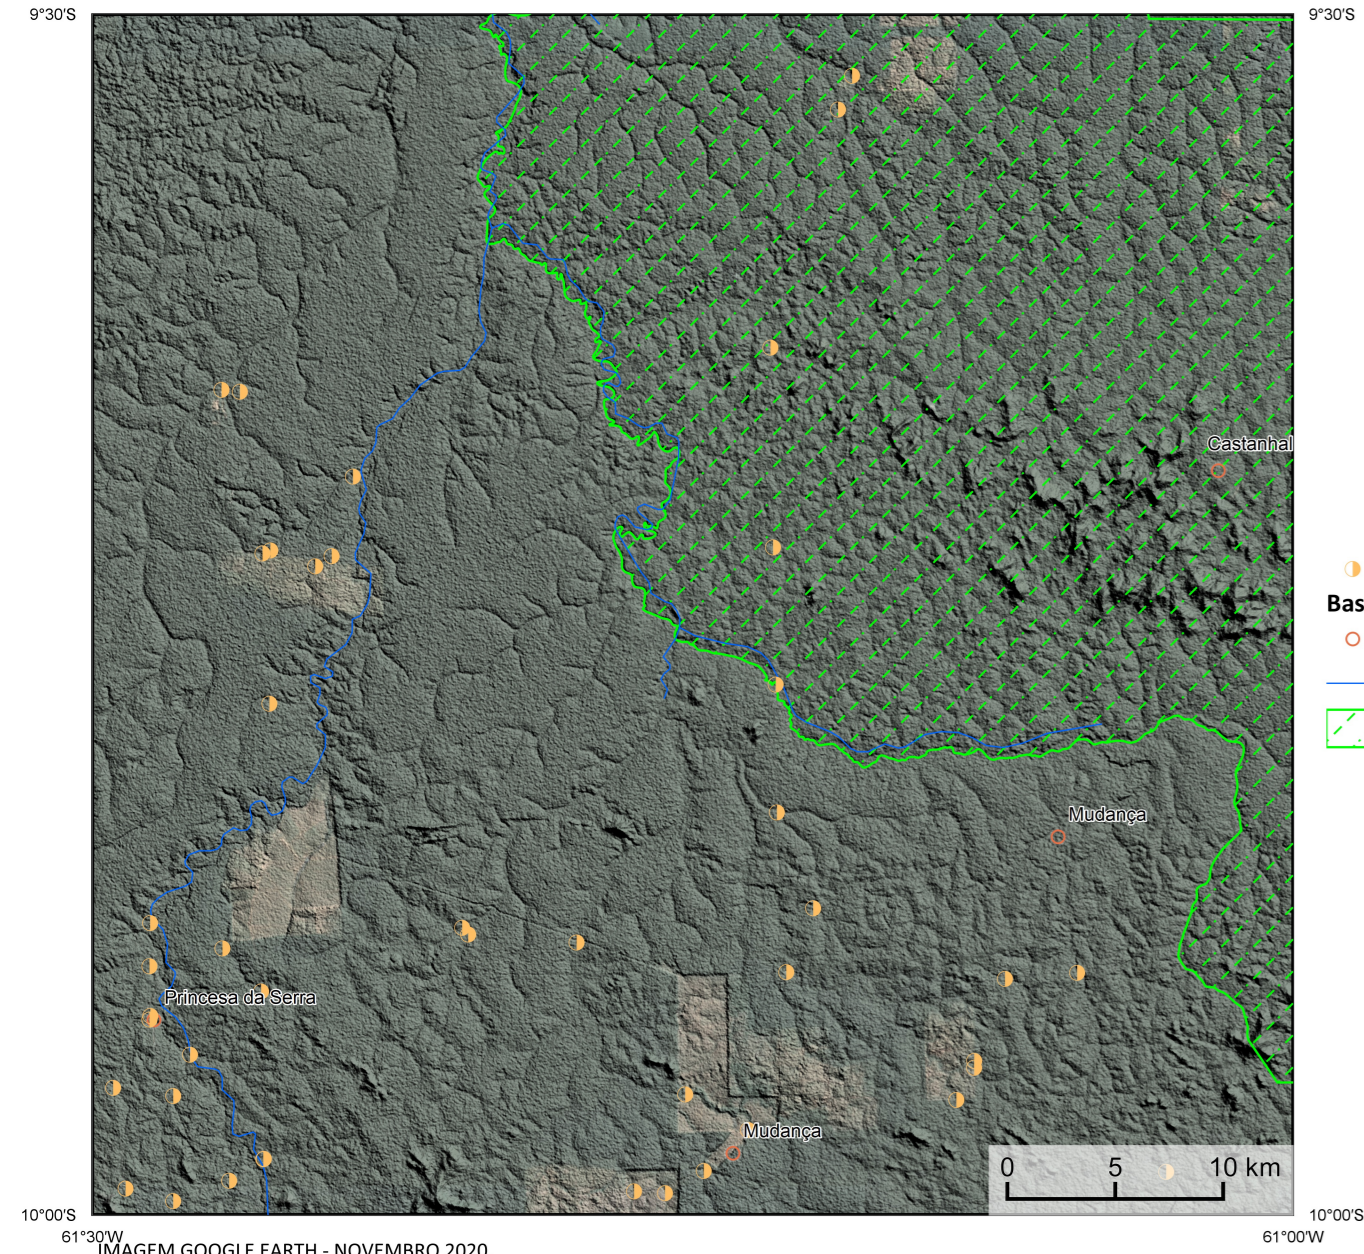 9°30'S
9°30'S
Castanhal
Bas
Mudança
Princesa da Serra
Mudança
0 5 10 km
10°00'S
10°00'S
61°30'W
61°00'W
IMAGEM GOOGLE EARTH - NOVEMBRO 2020